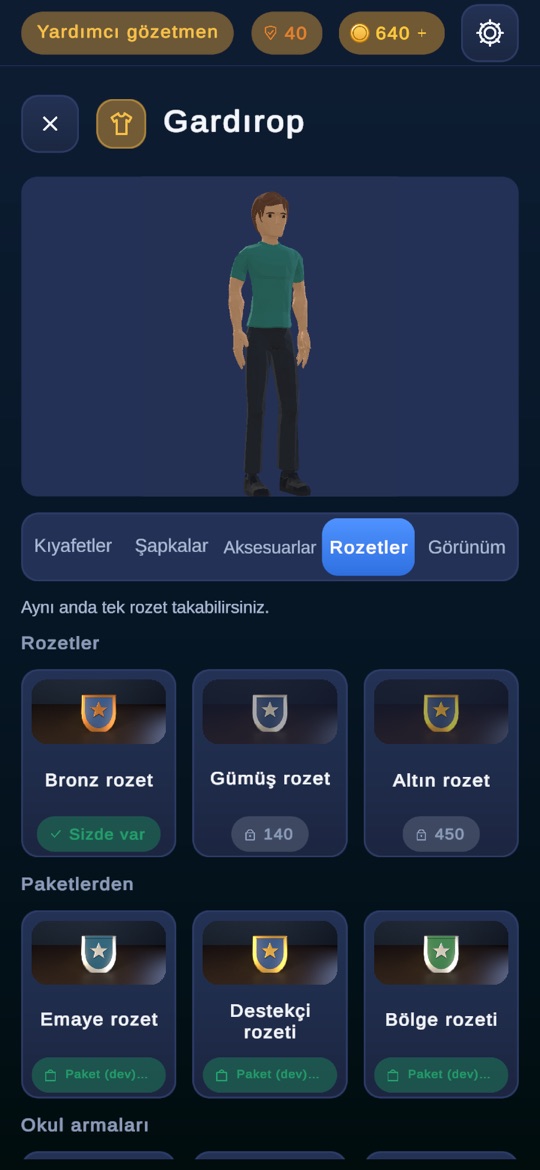 Yardımcı gözetmen
40
640 +
Gardırop
Kıyafetler Şapkalar Aksesuarlar Rozetler Görünüm
Aynı anda tek rozet takabilirsiniz.
Rozetler
Bronz rozet
Gümüş rozet
Altın rozet
Sizde var
140
450
Paketlerden
Emaye rozet
Destekçi
rozeti
Bölge rozeti
Paket (dev)...
Paket (dev)...
Paket (dev)...
Okul armaları